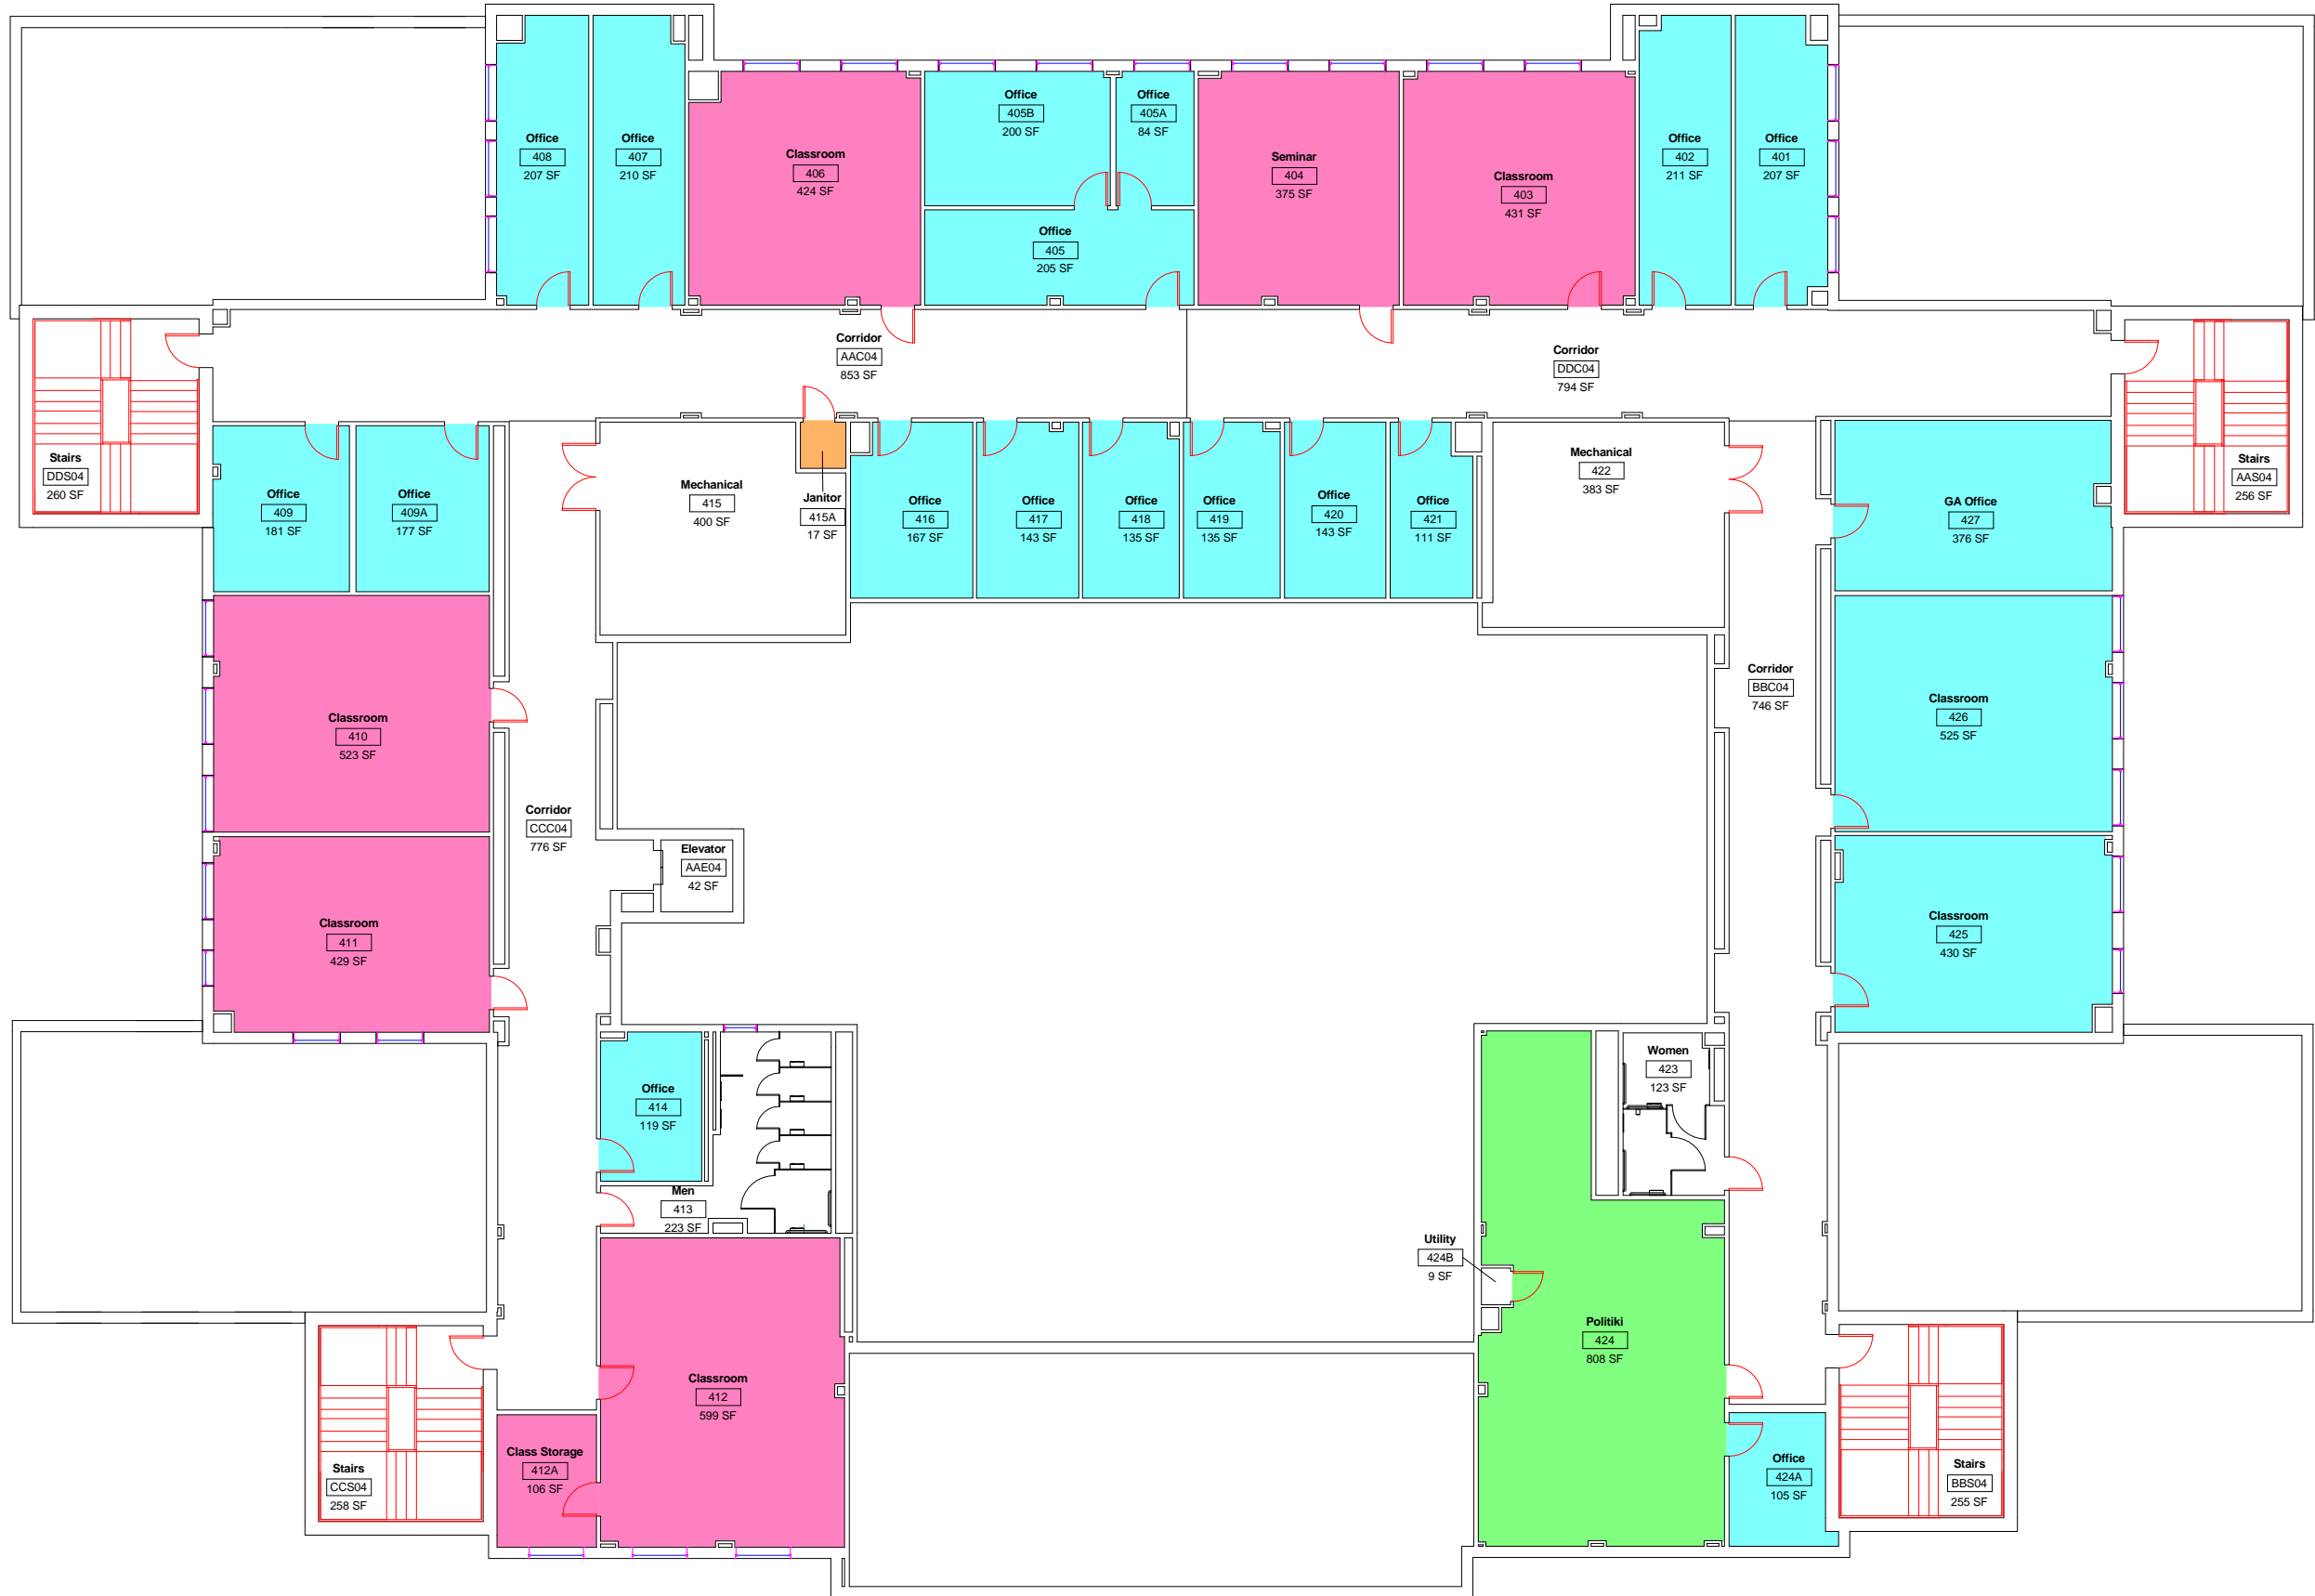 Office
408
207 SF
Office
407
210 SF
Classroom
406
424 SF
Office
405B
200 SF
Office
405A
84 SF
Office
405
205 SF
Seminar
404
375 SF
Classroom
403
431 SF
Office
402
211 SF
Office
401
207 SF
Corridor
AAC04
853 SF
Corridor
DDC04
794 SF
Stairs
DDS04
260 SF
Office
409
181 SF
Office
409A
177 SF
Mechanical
415
400 SF
Janitor
415A
17 SF
Office
416
167 SF
Office
417
143 SF
Office
418
135 SF
Office
419
135 SF
Office
420
143 SF
Office
421
111 SF
Mechanical
422
383 SF
GA Office
427
376 SF
Stairs
AAS04
256 SF
Classroom
410
523 SF
Corridor
CCC04
776 SF
Elevator
AAE04
42 SF
Corridor
BBC04
746 SF
Classroom
426
525 SF
Classroom
411
429 SF
Classroom
425
430 SF
Office
414
119 SF
Men
413
223 SF
Women
423
123 SF
Utility
424B
9 SF
Politiki
424
808 SF
Classroom
412
599 SF
Class Storage
412A
106 SF
Stairs
CCS04
258 SF
Office
424A
105 SF
Stairs
BBS04
255 SF